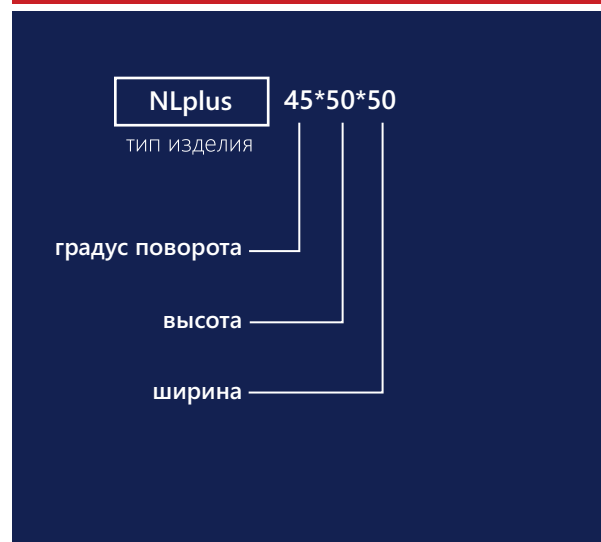 NLplus 45*50*50
тип изделия
градус поворота
высота
ширина